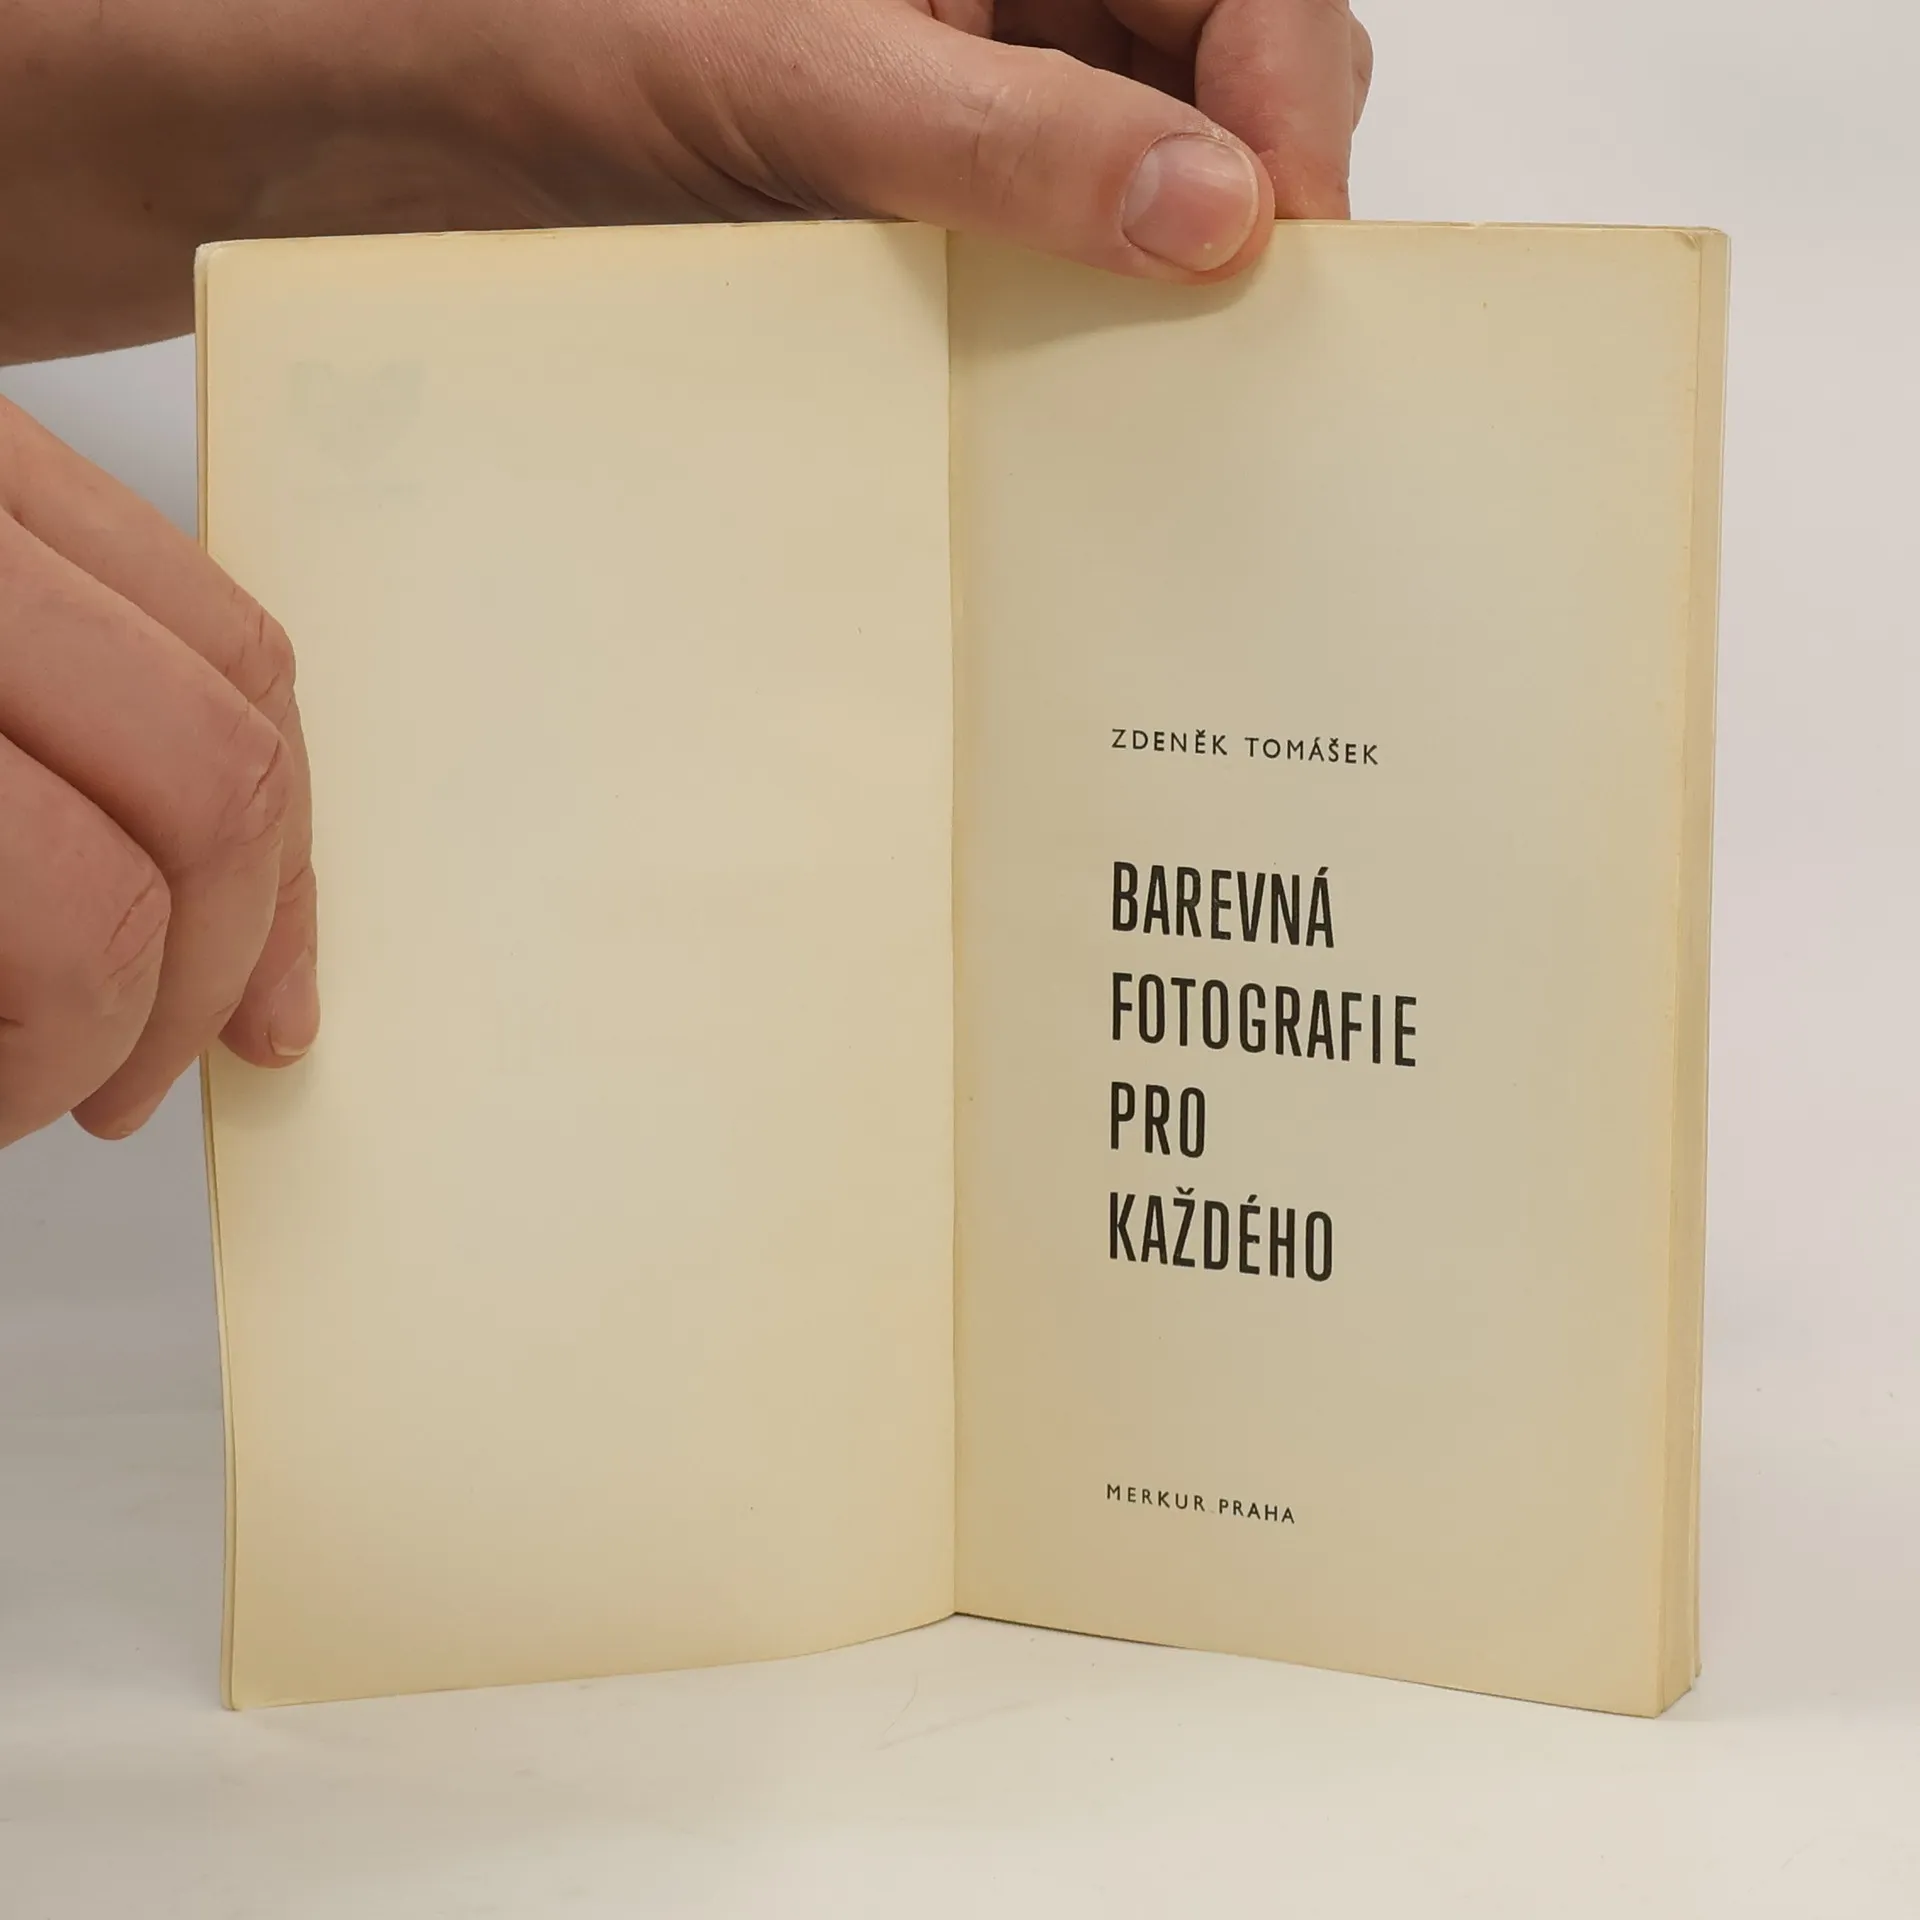 ZDENĚK TOMÁŠEK
BAREVNÁ
FOTOGRAFIE
PRO
KAŽDÉHO
MERKUR PRAHA